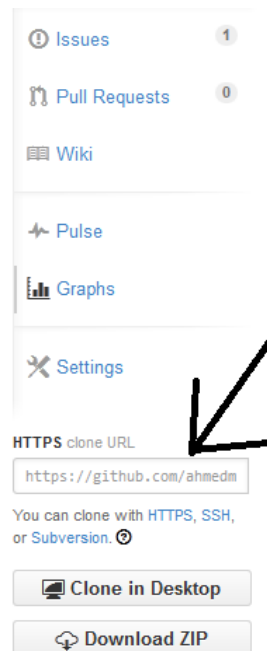 Issues 1
Pull Requests 0
Wiki
Pulse
Graphs
Settings
HTTPS clone URL
https://github.com/ahmedm
You can clone with HTTPS, SSH,
or Subversion.
Clone in Desktop
Download ZIP